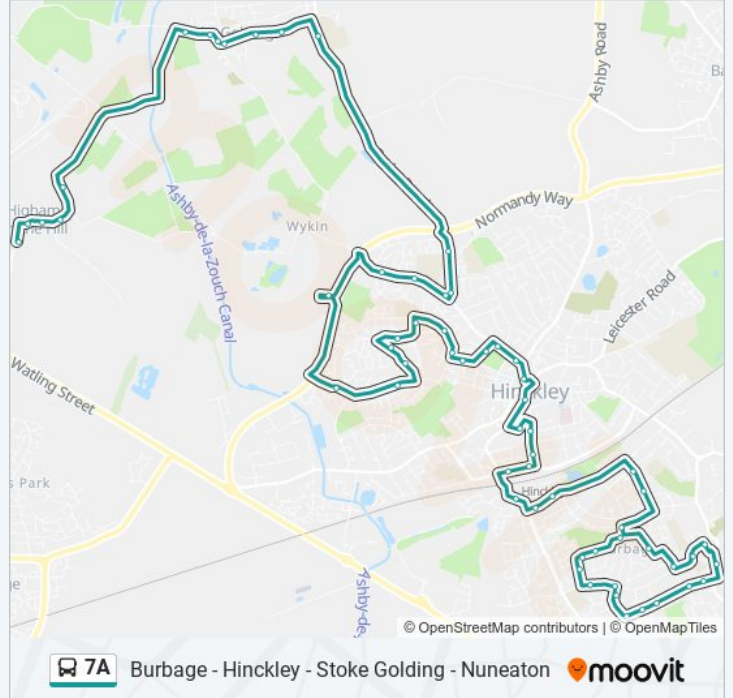 Ashby Road
Normandy Way
Wykin
Ashby-de-la-Zouch Canal
Leicester Road
Watling Street
Hinckley
s Park
Ashby-de
© OpenStreetMap contributors | © OpenMapTiles
7A Burbage - Hinckley - Stoke Golding - Nuneaton moovit